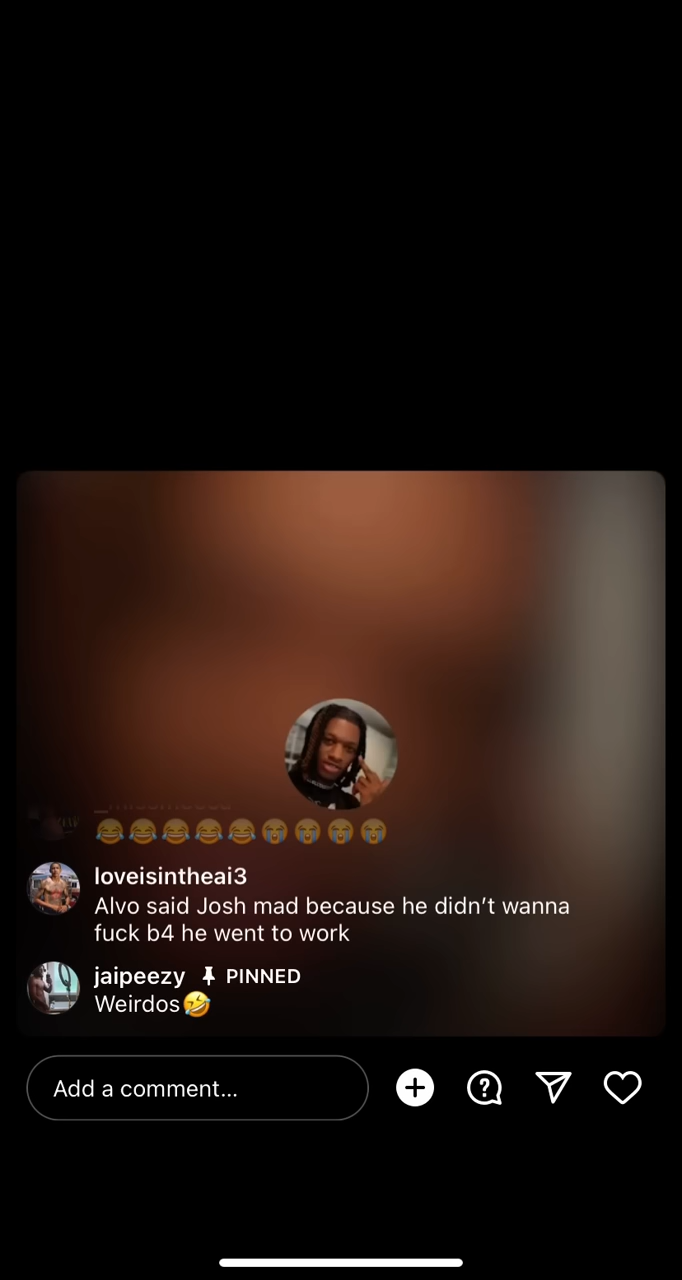 😂😂😂😂😂😭😭😭😭
loveisintheai3
Alvo said Josh mad because he didn’t wanna
fuck b4 he went to work
jaipeezy 📌 PINNED
Weirdos🤣
Add a comment...